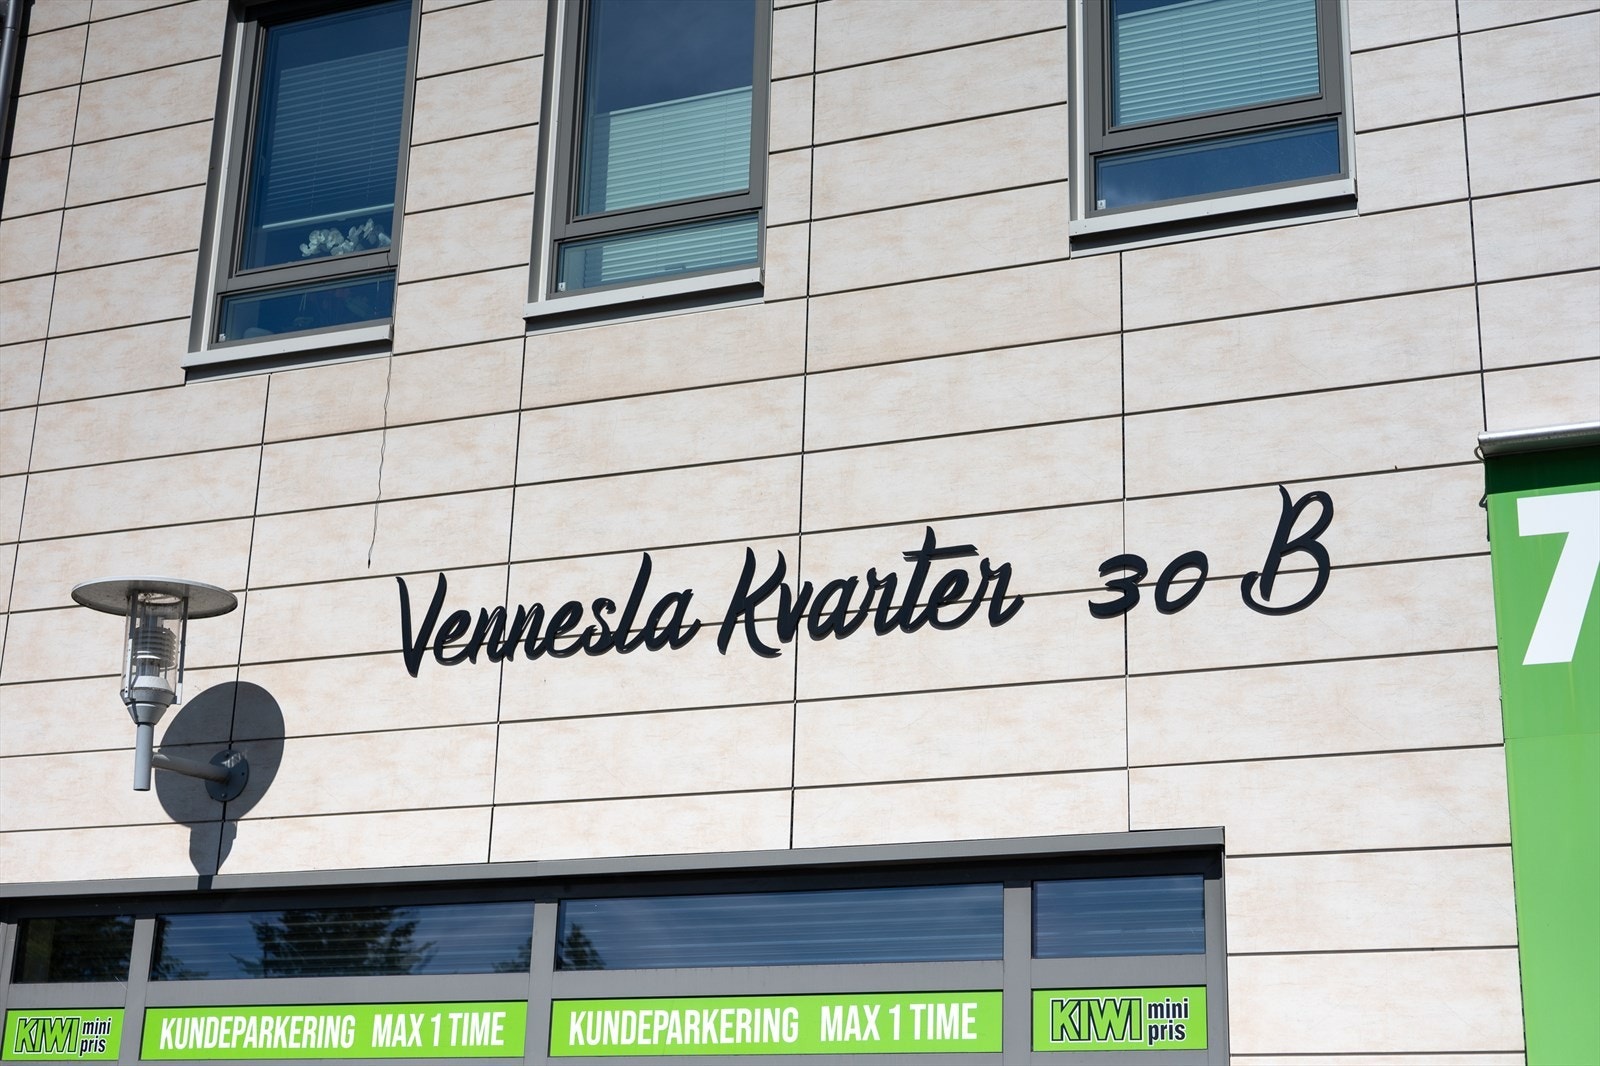 Vennesla Kvarter 30 B
7
KIWI mini pris
KUNDEPARKERING MAX 1 TIME
KUNDEPARKERING MAX 1 TIME
KIWI mini pris